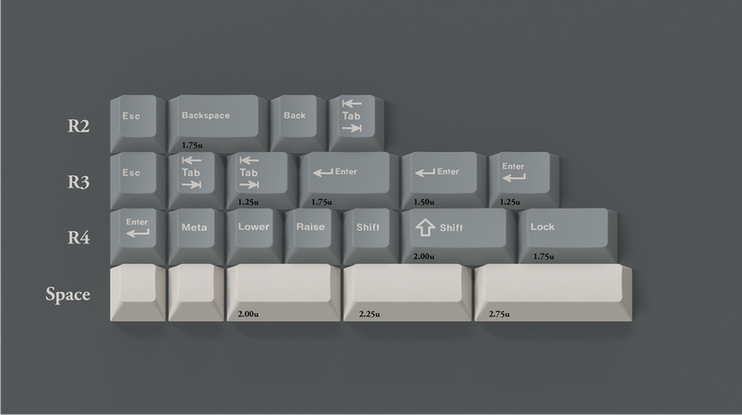 R2
Esc
Backspace
1.75u
Back
Tab
R3
Esc
Tab
Tab
1.25u
Enter
1.75u
Enter
1.50u
Enter
1.25u
R4
Enter
Meta
Lower
Raise
Shift
Shift
2.00u
Lock
1.75u
Space
2.00u
2.25u
2.75u